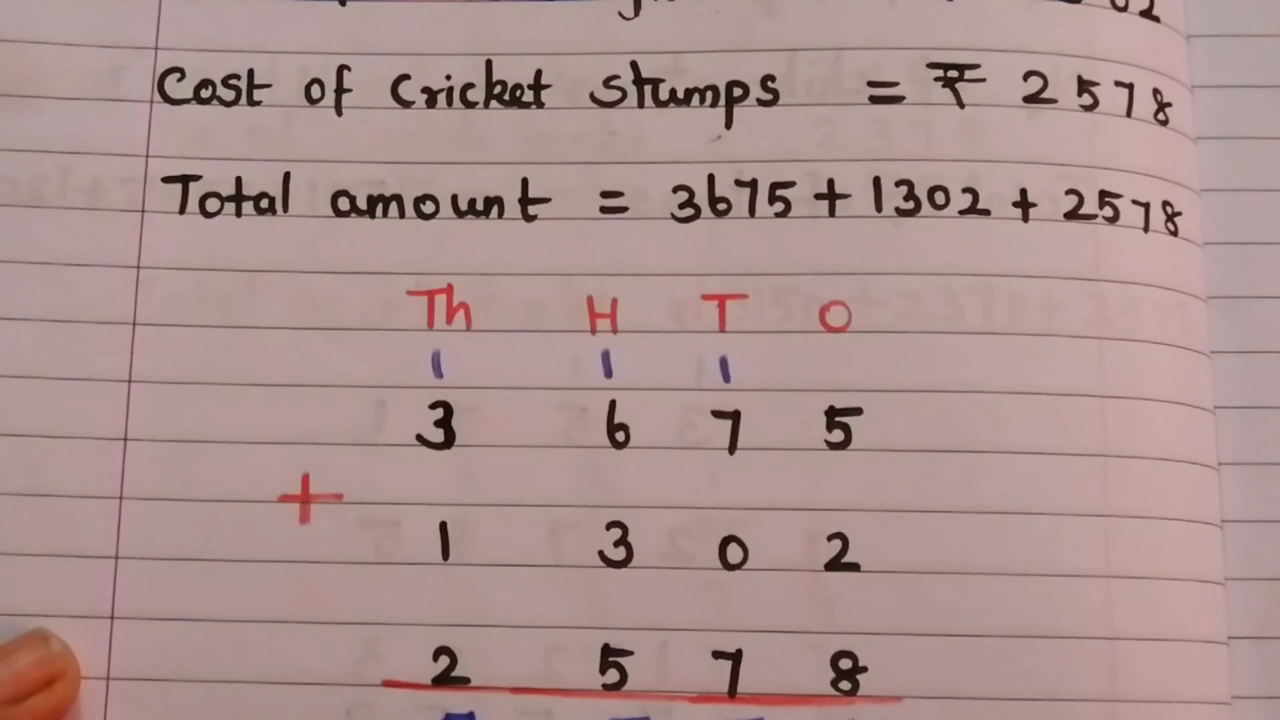 Cost of Cricket stumps = ₹ 2578
Total amount = 3675 + 1302 + 2578
Th H T O
1 1 1
3 6 7 5
+
1 3 0 2
2 5 7 8